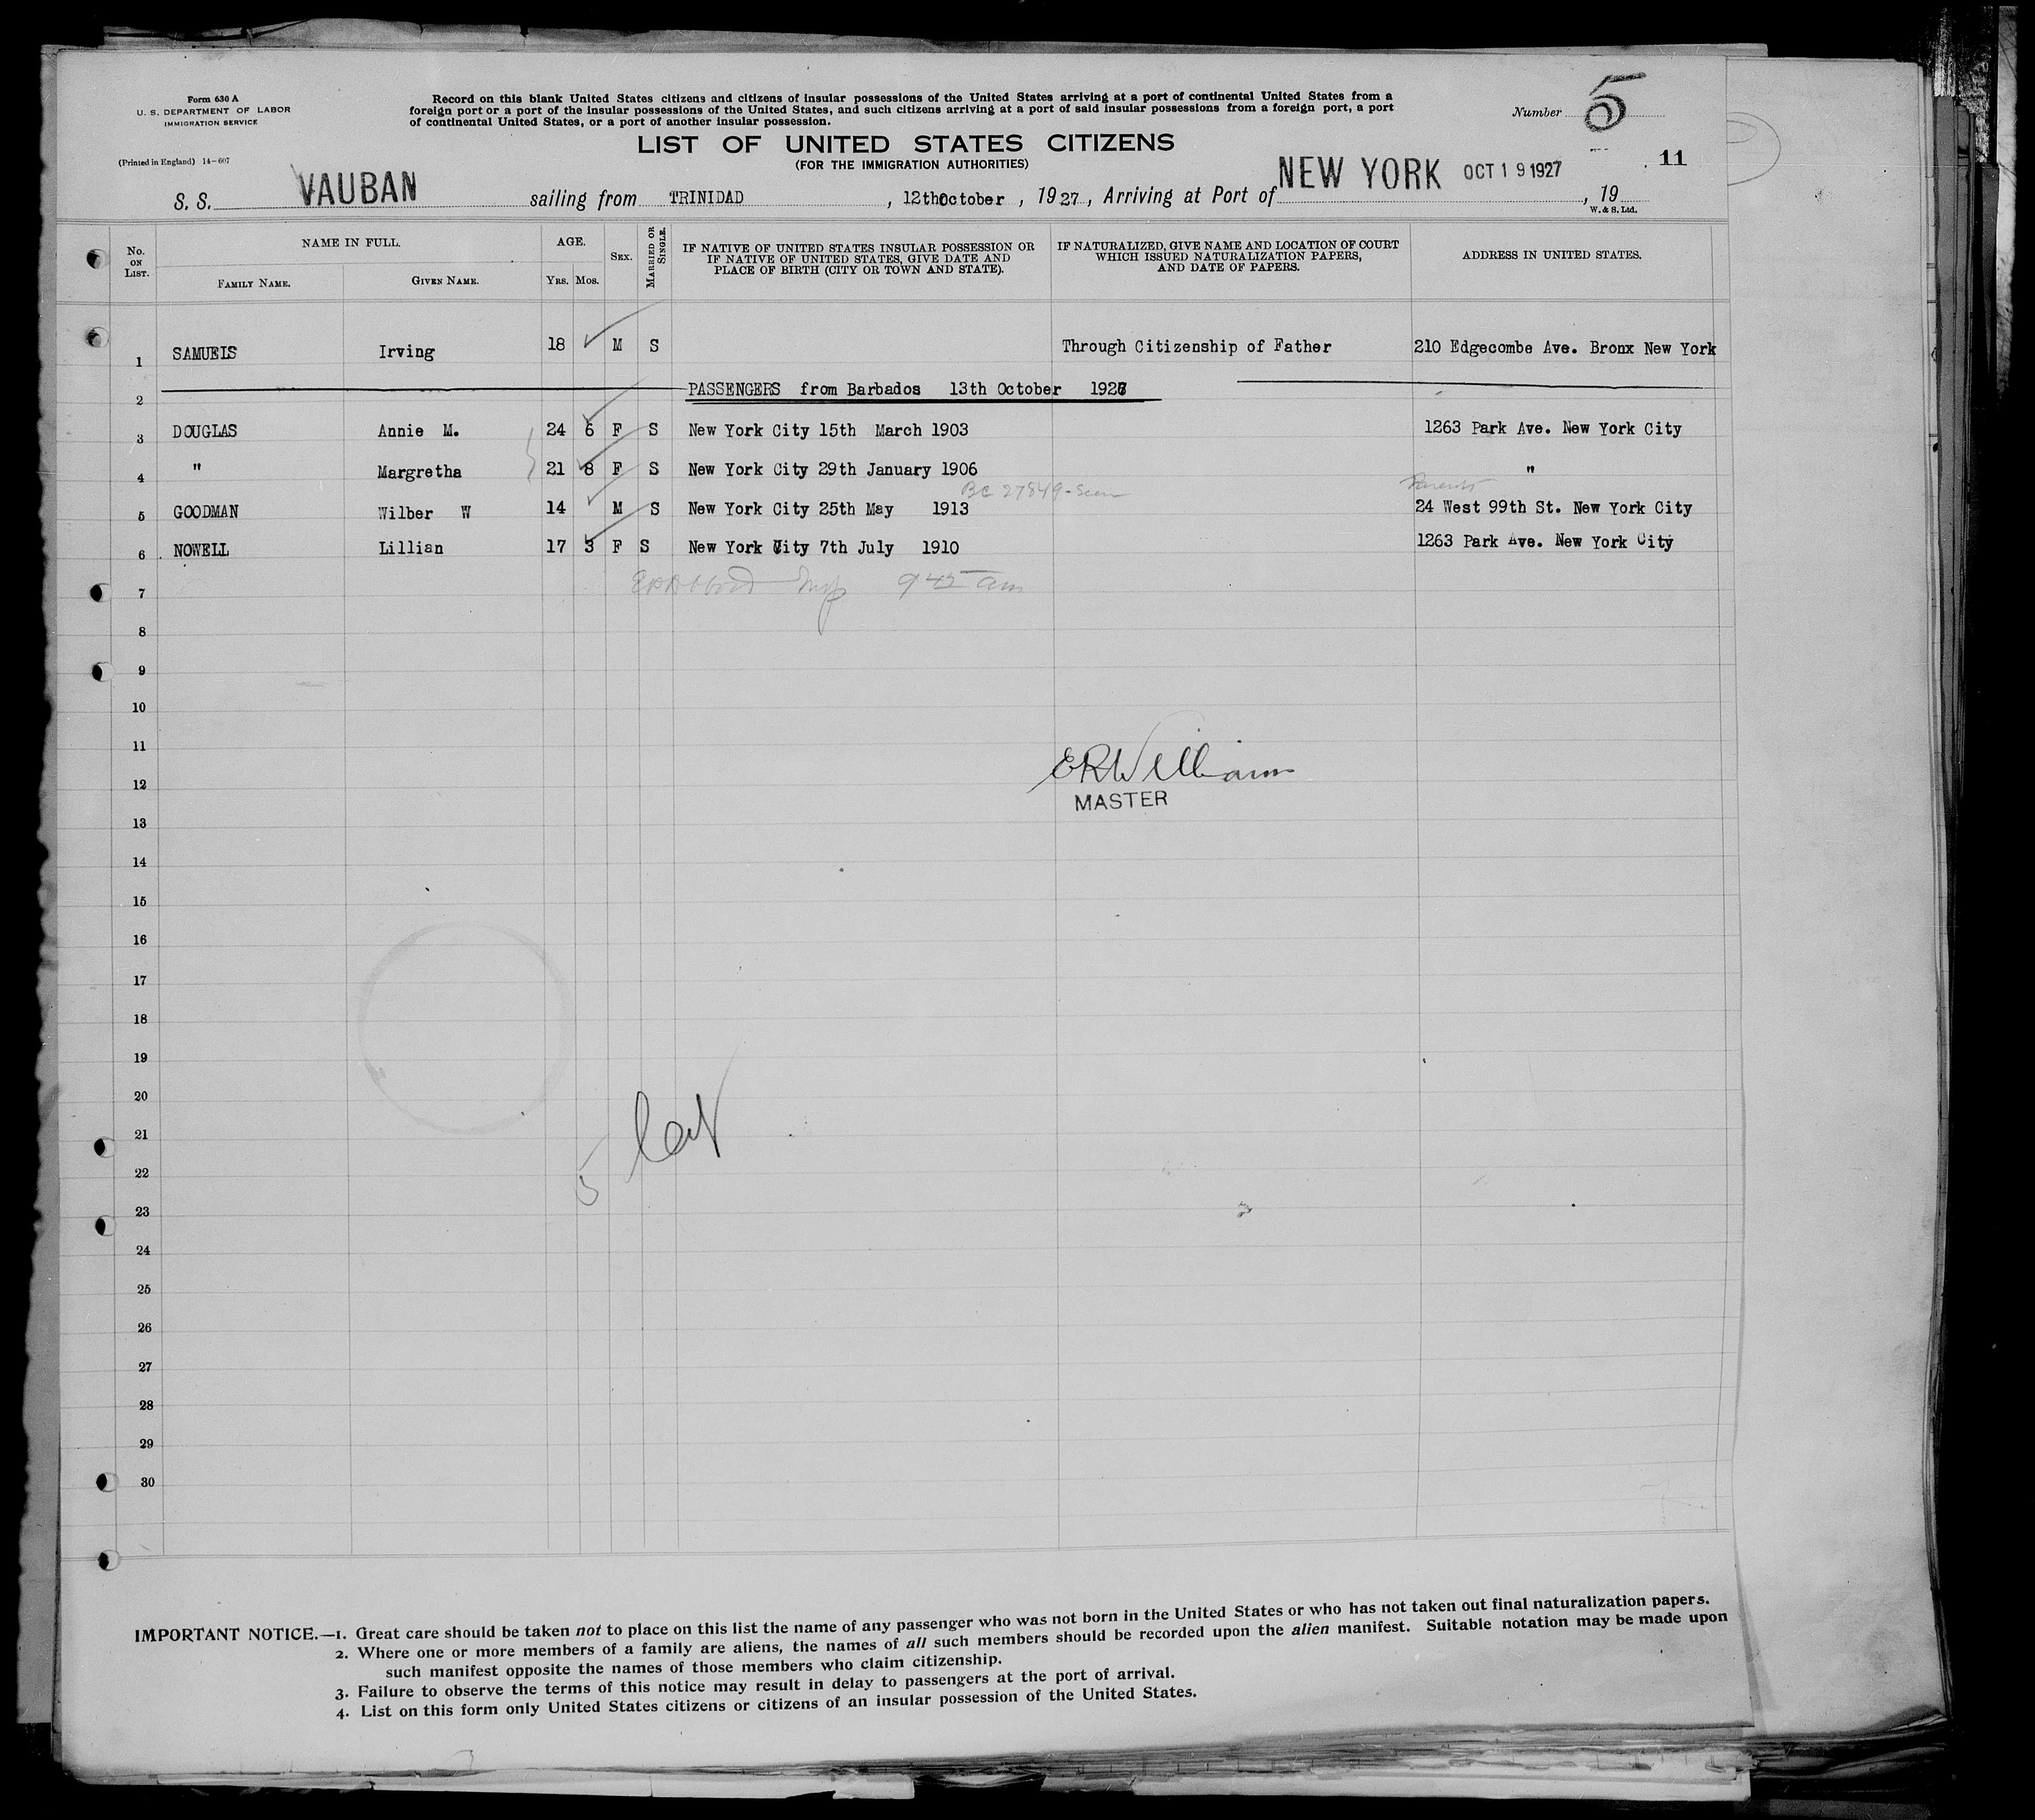 Form 630 A
U. S. DEPARTMENT OF LABOR
IMMIGRATION SERVICE
(Printed in England) 14-607
Record on this blank United States citizens and citizens of insular possessions of the United States arriving at a port of continental United States from a
foreign port or a port of the insular possessions of the United States, and such citizens arriving at a port of said insular possessions from a foreign port, a port
of continental United States, or a port of another insular possession.
Number 5
LIST OF UNITED STATES CITIZENS
(FOR THE IMMIGRATION AUTHORITIES)
11
S. S. VAUBAN sailing from TRINIDAD, 12th October, 1927, Arriving at Port of NEW YORK OCT 19 1927, 19
W. & S. Ltd.
No. ON LIST. NAME IN FULL. FAMILY NAME. GIVEN NAME. AGE. YRS. MOS. SEX. MARRIED OR SINGLE. IF NATIVE OF UNITED STATES INSULAR POSSESSION OR IF NATIVE OF UNITED STATES, GIVE DATE AND PLACE OF BIRTH (CITY OR TOWN AND STATE). IF NATURALIZED, GIVE NAME AND LOCATION OF COURT WHICH ISSUED NATURALIZATION PAPERS, AND DATE OF PAPERS. ADDRESS IN UNITED STATES.
1 SAMUELS Irving 18 M S Through Citizenship of Father 210 Edgecombe Ave. Bronx New York
2 PASSENGERS from Barbados 13th October 1927
3 DOUGLAS Annie M. 24 6 F S New York City 15th March 1903 1263 Park Ave. New York City
4 " Margretha 21 8 F S New York City 29th January 1906 "
BC 27849-Seen Parents
5 GOODMAN Wilber W 14 M S New York City 25th May 1913 24 West 99th St. New York City
6 NOWELL Lillian 17 3 F S New York City 7th July 1910 1263 Park Ave. New York City
7 9 45 am
8
9
10
11
ERWilliams
12
MASTER
13
14
15
16
17
18
19
20
21
22 5
23
24
25
26
27
28
29
30
IMPORTANT NOTICE.—1. Great care should be taken not to place on this list the name of any passenger who was not born in the United States or who has not taken out final naturalization papers.
2. Where one or more members of a family are aliens, the names of all such members should be recorded upon the alien manifest. Suitable notation may be made upon
such manifest opposite the names of those members who claim citizenship.
3. Failure to observe the terms of this notice may result in delay to passengers at the port of arrival.
4. List on this form only United States citizens or citizens of an insular possession of the United States.